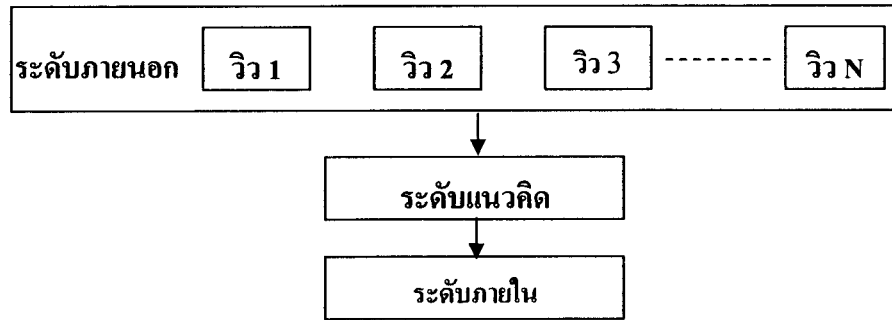 ระดับภายนอก วิว 1 วิว 2 วิว 3 วิว N
ระดับแนวคิด
ระดับภายใน